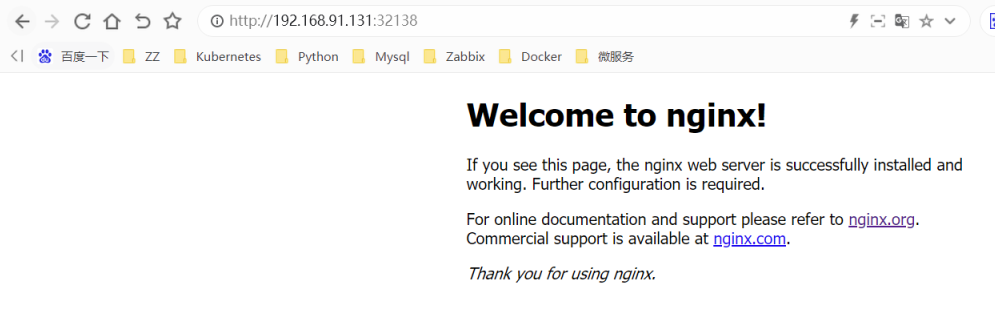 http://192.168.91.131:32138
百度一下 ZZ Kubernetes Python Mysql Zabbix Docker 微服务
Welcome to nginx!
If you see this page, the nginx web server is successfully installed and
working. Further configuration is required.
For online documentation and support please refer to nginx.org.
Commercial support is available at nginx.com.
Thank you for using nginx.